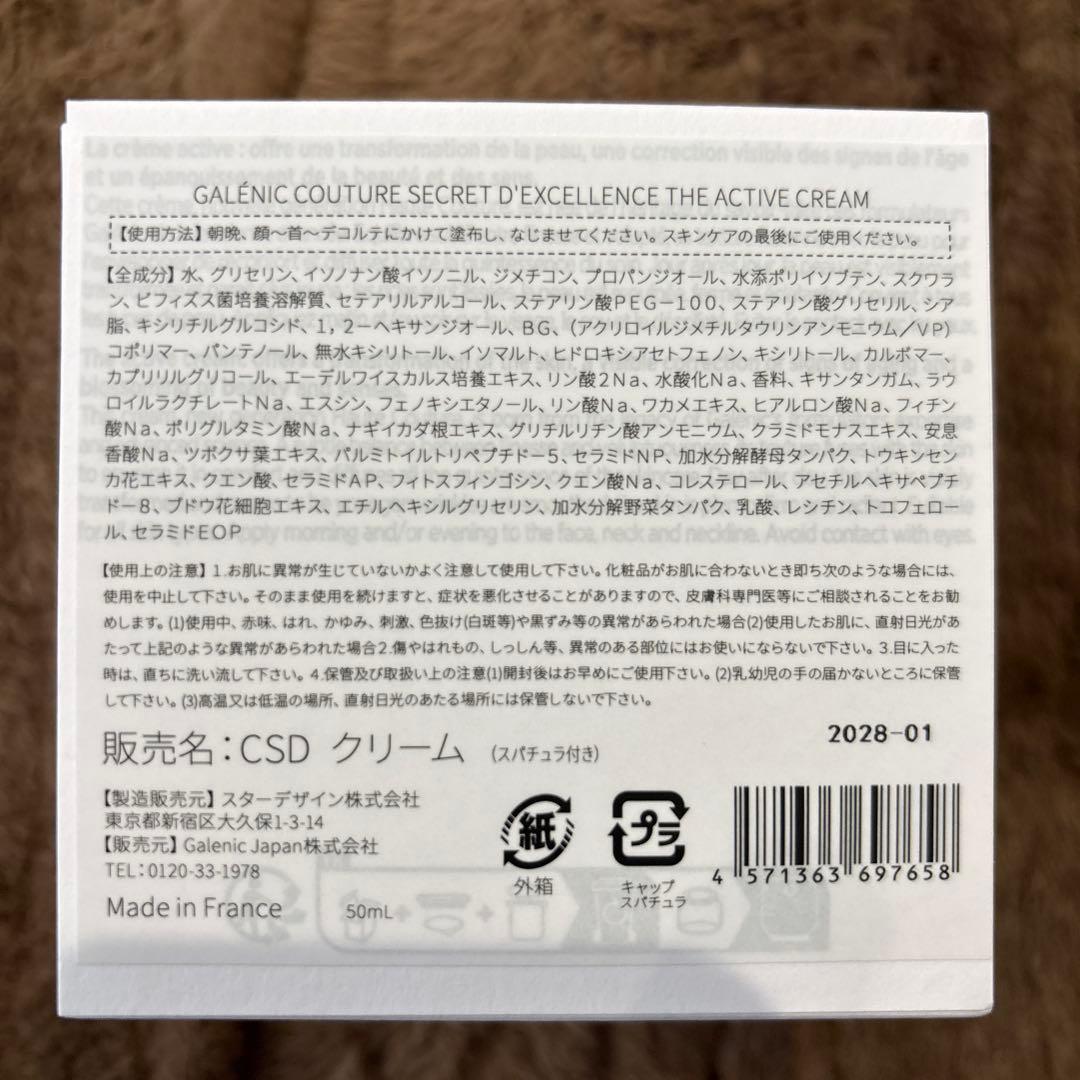 La crème active : offre une transformation de la peau, une correction visible des signes de l'âge
et un épanouissement de la beauté et des sens.
GALÉNIC COUTURE SECRET D'EXCELLENCE THE ACTIVE CREAM
【使用方法】朝晩、顔〜首〜デコルテにかけて塗布し、なじませてください。スキンケアの最後にご使用ください。
【全成分】水、グリセリン、イソノナン酸イソノニル、ジメチコン、プロパンジオール、水添ポリイソブテン、スクワラ
ン、ビフィズス菌培養溶解質、セテアリルアルコール、ステアリン酸PEG－100、ステアリン酸グリセリル、シア
脂、キシリチルグルコシド、1，2－ヘキサンジオール、BG、（アクリロイルジメチルタウリンアンモニウム／VP）
コポリマー、パンテノール、無水キシリトール、イソマルト、ヒドロキシアセトフェノン、キシリトール、カルボマー、
カプリリルグリコール、エーデルワイスカルス培養エキス、リン酸2Na、水酸化Na、香料、キサンタンガム、ラウ
ロイルラクチレートNa、エスシン、フェノキシエタノール、リン酸Na、ワカメエキス、ヒアルロン酸Na、フィチン
酸Na、ポリグルタミン酸Na、ナギイカダ根エキス、グリチルリチン酸アンモニウム、クラミドモナスエキス、安息
香酸Na、ツボクサ葉エキス、パルミトイルトリペプチド－5、セラミドNP、加水分解酵母タンパク、トウキンセン
カ花エキス、クエン酸、セラミドAP、フィトスフィンゴシン、クエン酸Na、コレステロール、アセチルヘキサペプチ
ド－8、ブドウ花細胞エキス、エチルヘキシルグリセリン、加水分解野菜タンパク、乳酸、レシチン、トコフェロー
ル、セラミドEOP
apply morning and/or evening to the face, neck and neckline. Avoid contact with eyes.
【使用上の注意】1.お肌に異常が生じていないかよく注意して使用して下さい。化粧品がお肌に合わないとき即ち次のような場合には、
使用を中止して下さい。そのまま使用を続けますと、症状を悪化させることがありますので、皮膚科専門医等にご相談されることをお勧
めします。(1)使用中、赤味、はれ、かゆみ、刺激、色抜け(白斑等)や黒ずみ等の異常があらわれた場合(2)使用したお肌に、直射日光があ
たって上記のような異常があらわれた場合2.傷やはれもの、しっしん等、異常のある部位にはお使いにならないで下さい。3.目に入った
時は、直ちに洗い流して下さい。4.保管及び取扱い上の注意(1)開封後はお早めにご使用下さい。(2)乳幼児の手の届かないところに保管
して下さい。(3)高温又は低温の場所、直射日光のあたる場所には保管しないで下さい。
2028-01
販売名：CSD クリーム （スパチュラ付き）
【製造販売元】スターデザイン株式会社
東京都新宿区大久保1-3-14
【販売元】Galenic Japan株式会社
TEL：0120-33-1978
Made in France 50mL
紙
外箱
プラ
キャップ
スパチュラ
4 571363 697658